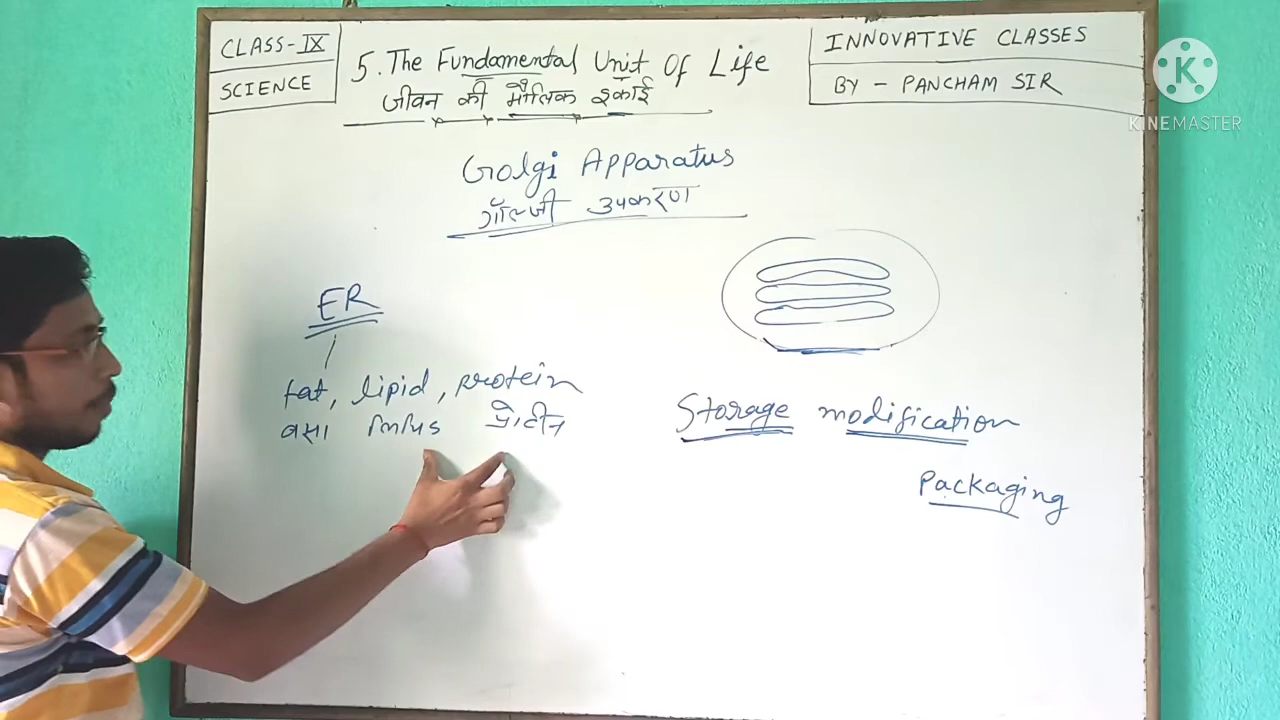 CLASS-IX
SCIENCE
5. The Fundamental Unit Of Life
जीवन की मौलिक इकाई
INNOVATIVE CLASSES
BY - PANCHAM SIR
K
KINEMASTER
Golgi Apparatus
गॉल्जी उपकरण
ER
fat, lipid, protein
वसा लिपिड प्रोटीन
Storage modification
Packaging